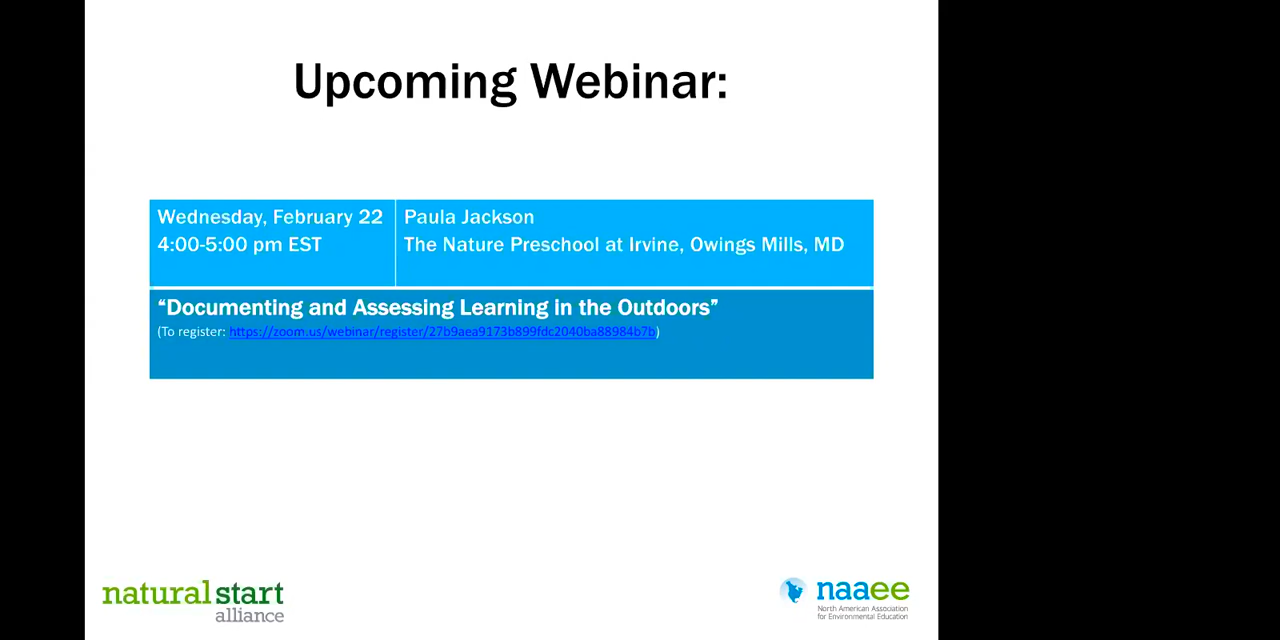 Upcoming Webinar:
Wednesday, February 22
4:00-5:00 pm EST
Paula Jackson
The Nature Preschool at Irvine, Owings Mills, MD
“Documenting and Assessing Learning in the Outdoors”
(To register: https://zoom.us/webinar/register/27b9aea9173b899fdc2040ba88984b7b)
natural start
alliance
naaee
North American Association
for Environmental Education